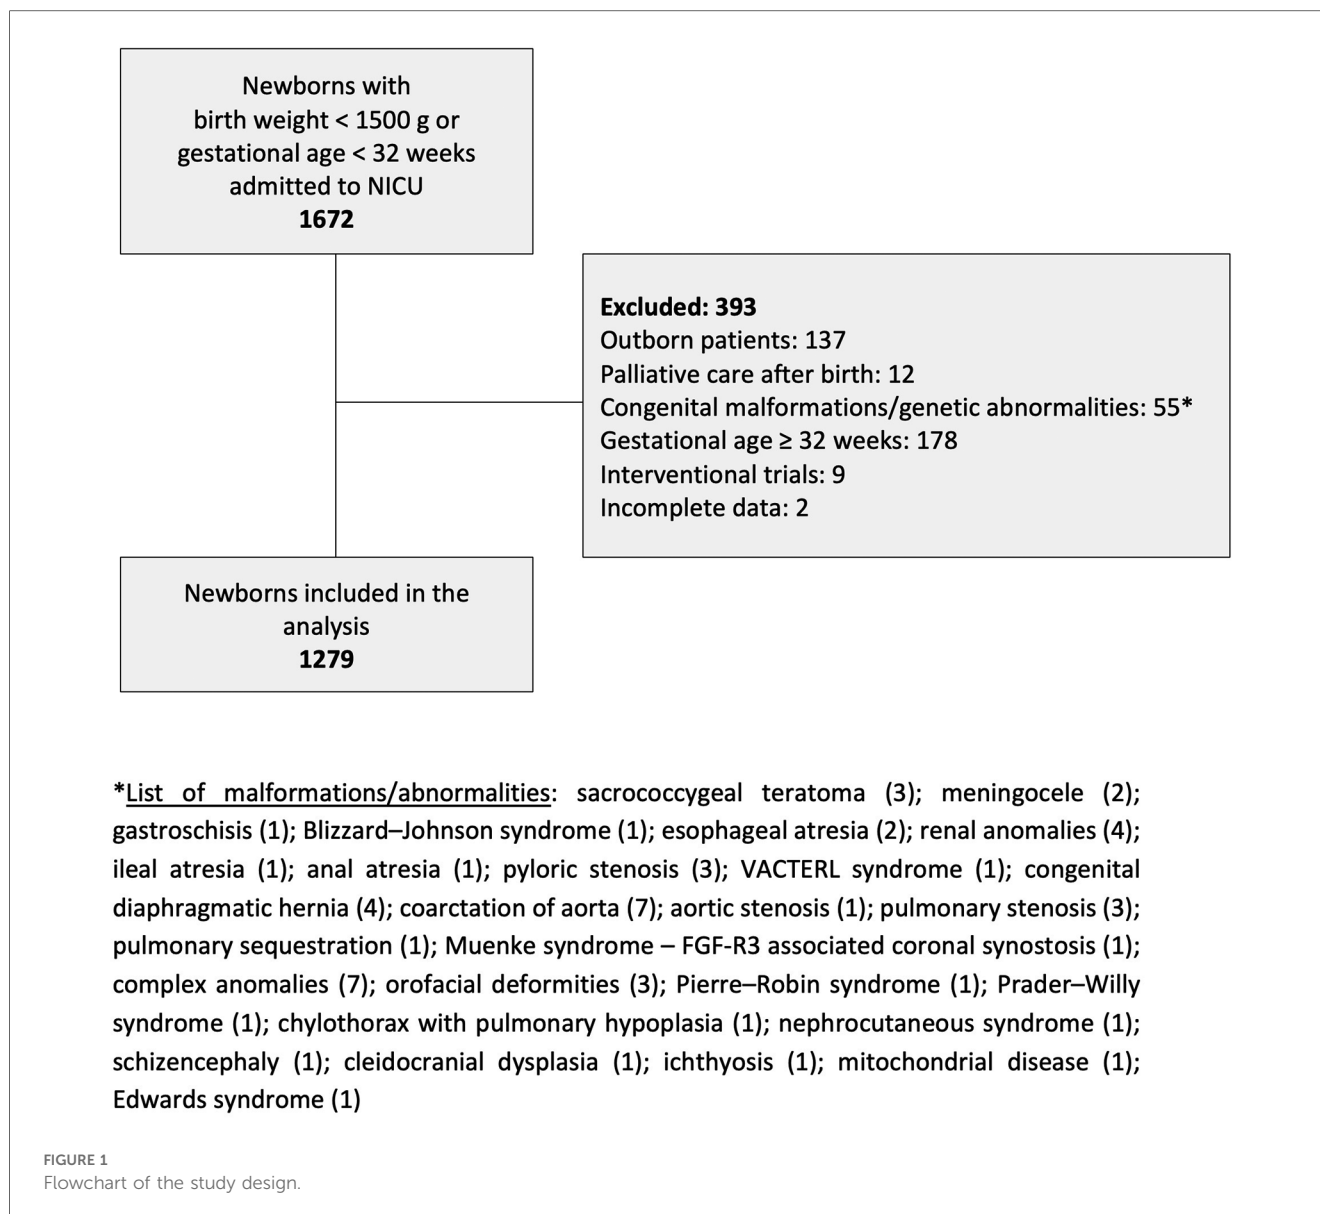 Newborns with
birth weight < 1500 g or
gestational age < 32 weeks
admitted to NICU
1672
Excluded: 393
Outborn patients: 137
Palliative care after birth: 12
Congenital malformations/genetic abnormalities: 55*
Gestational age ≥ 32 weeks: 178
Interventional trials: 9
Incomplete data: 2
Newborns included in the
analysis
1279
*List of malformations/abnormalities: sacrococcygeal teratoma (3); meningocele (2);
gastroschisis (1); Blizzard–Johnson syndrome (1); esophageal atresia (2); renal anomalies (4);
ileal atresia (1); anal atresia (1); pyloric stenosis (3); VACTERL syndrome (1); congenital
diaphragmatic hernia (4); coarctation of aorta (7); aortic stenosis (1); pulmonary stenosis (3);
pulmonary sequestration (1); Muenke syndrome – FGF-R3 associated coronal synostosis (1);
complex anomalies (7); orofacial deformities (3); Pierre–Robin syndrome (1); Prader–Willy
syndrome (1); chylothorax with pulmonary hypoplasia (1); nephrocutaneous syndrome (1);
schizencephaly (1); cleidocranial dysplasia (1); ichthyosis (1); mitochondrial disease (1);
Edwards syndrome (1)
FIGURE 1
Flowchart of the study design.